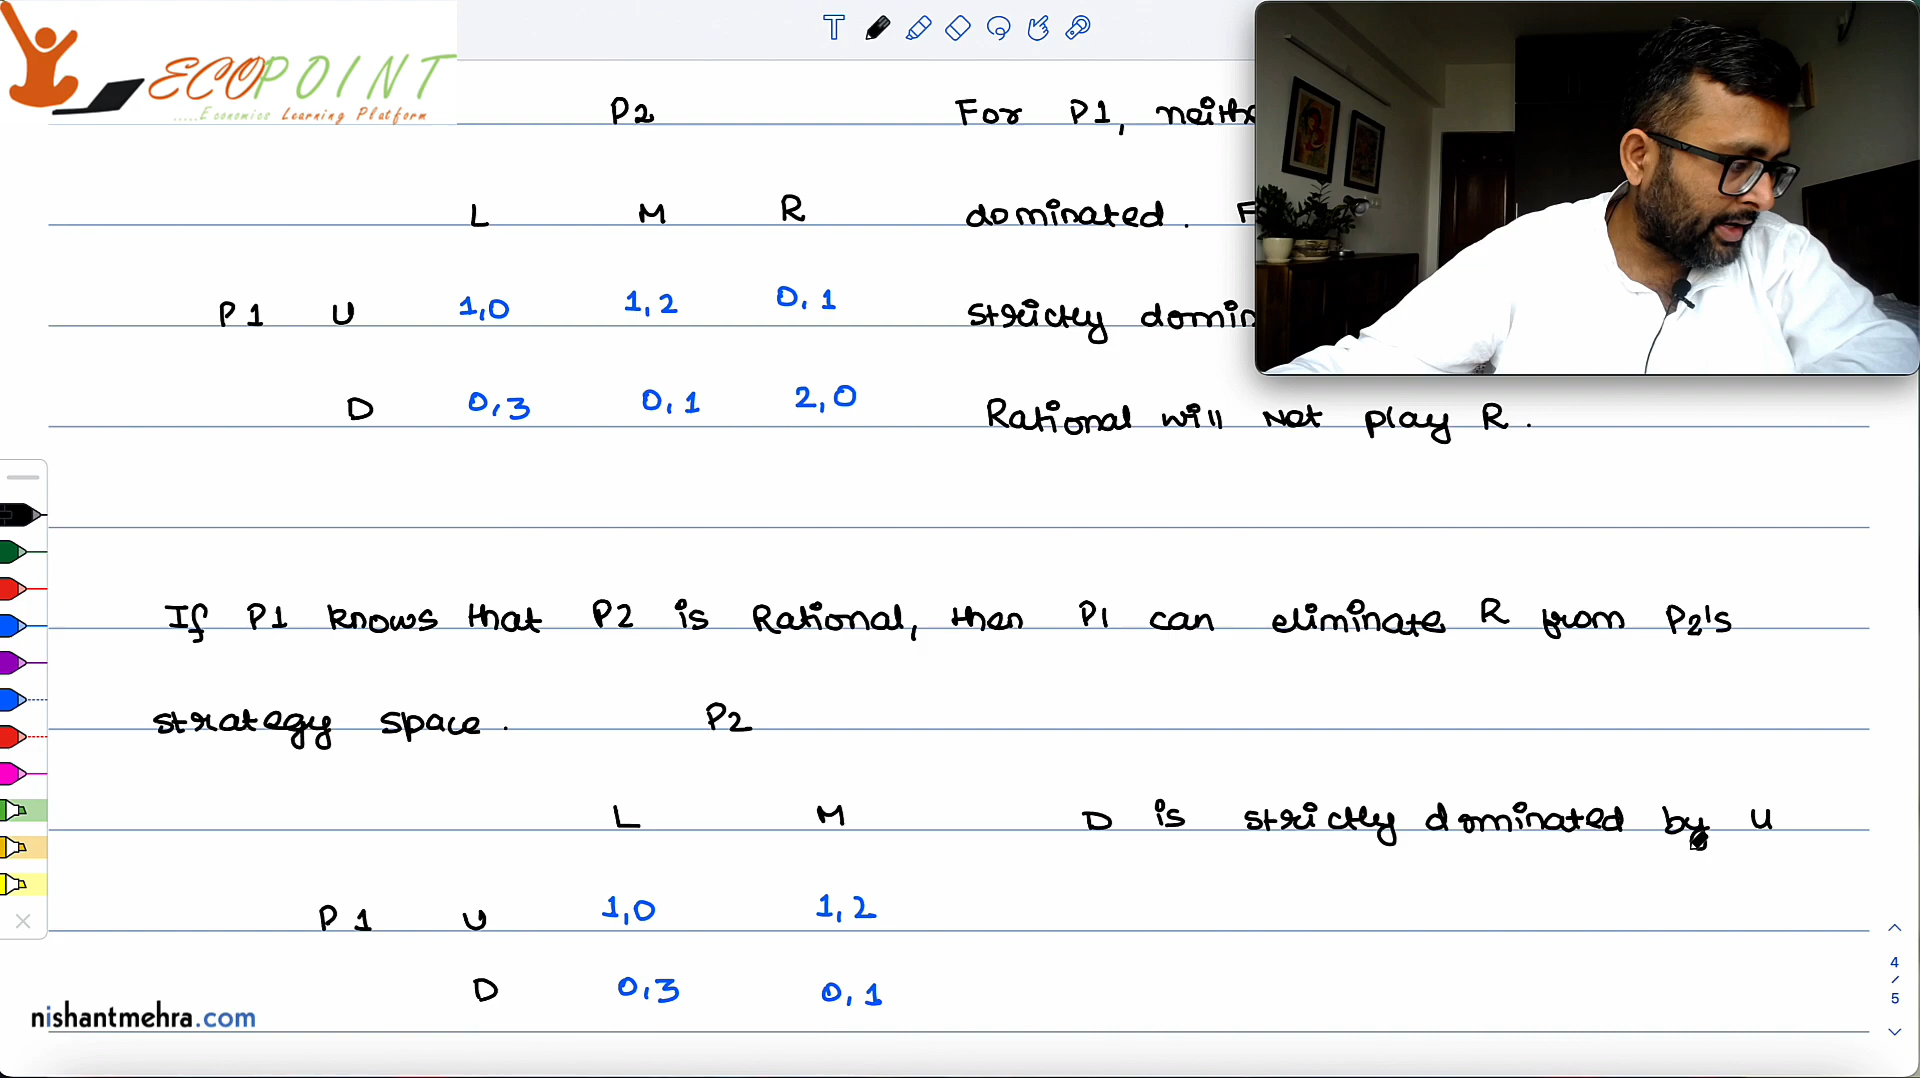 ECOPOINT
.....Economics Learning Platform
P2
For P1,
L M R
dominated.
P1 U 1,0 1,2 0,1
strictly
D 0,3 0,1 2,0
Rational will Not play R.
If P1 knows that P2 is Rational, then P1 can eliminate R from P2's
strategy space. P2
L M D is strictly dominated by U
P1 U 1,0 1,2
D 0,3 0,1
nishantmehra.com
4
/
5